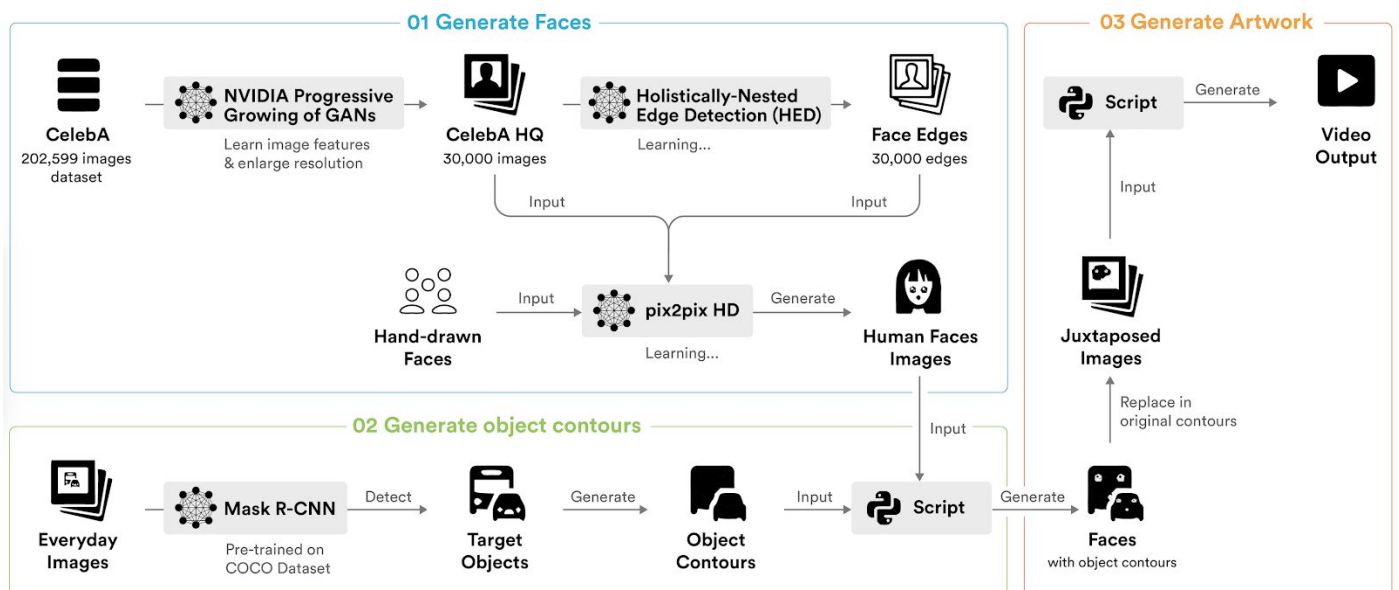 01 Generate Faces
CelebA
202,599 images
dataset
NVIDIA Progressive
Growing of GANs
Learn image features
& enlarge resolution
CelebA HQ
30,000 images
Holistically-Nested
Edge Detection (HED)
Learning...
Face Edges
30,000 edges
Input
Input
Hand-drawn
Faces
Input
pix2pix HD
Learning...
Generate
Human Faces
Images
Input
02 Generate object contours
Everyday
Images
Mask R-CNN
Pre-trained on
COCO Dataset
Detect
Target
Objects
Generate
Object
Contours
Input
Script
Generate
03 Generate Artwork
Script
Generate
Video
Output
Input
Juxtaposed
Images
Replace in
original contours
Faces
with object contours